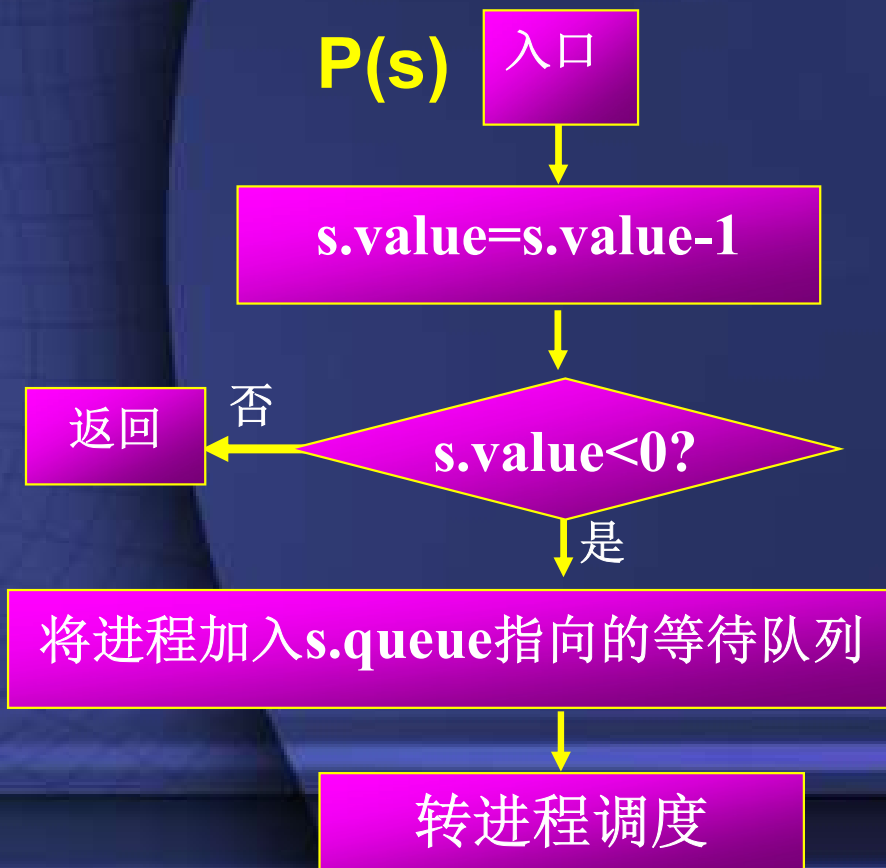 P(s)
入口
s.value=s.value-1
s.value<0?
否
返回
是
将进程加入s.queue指向的等待队列
转进程调度